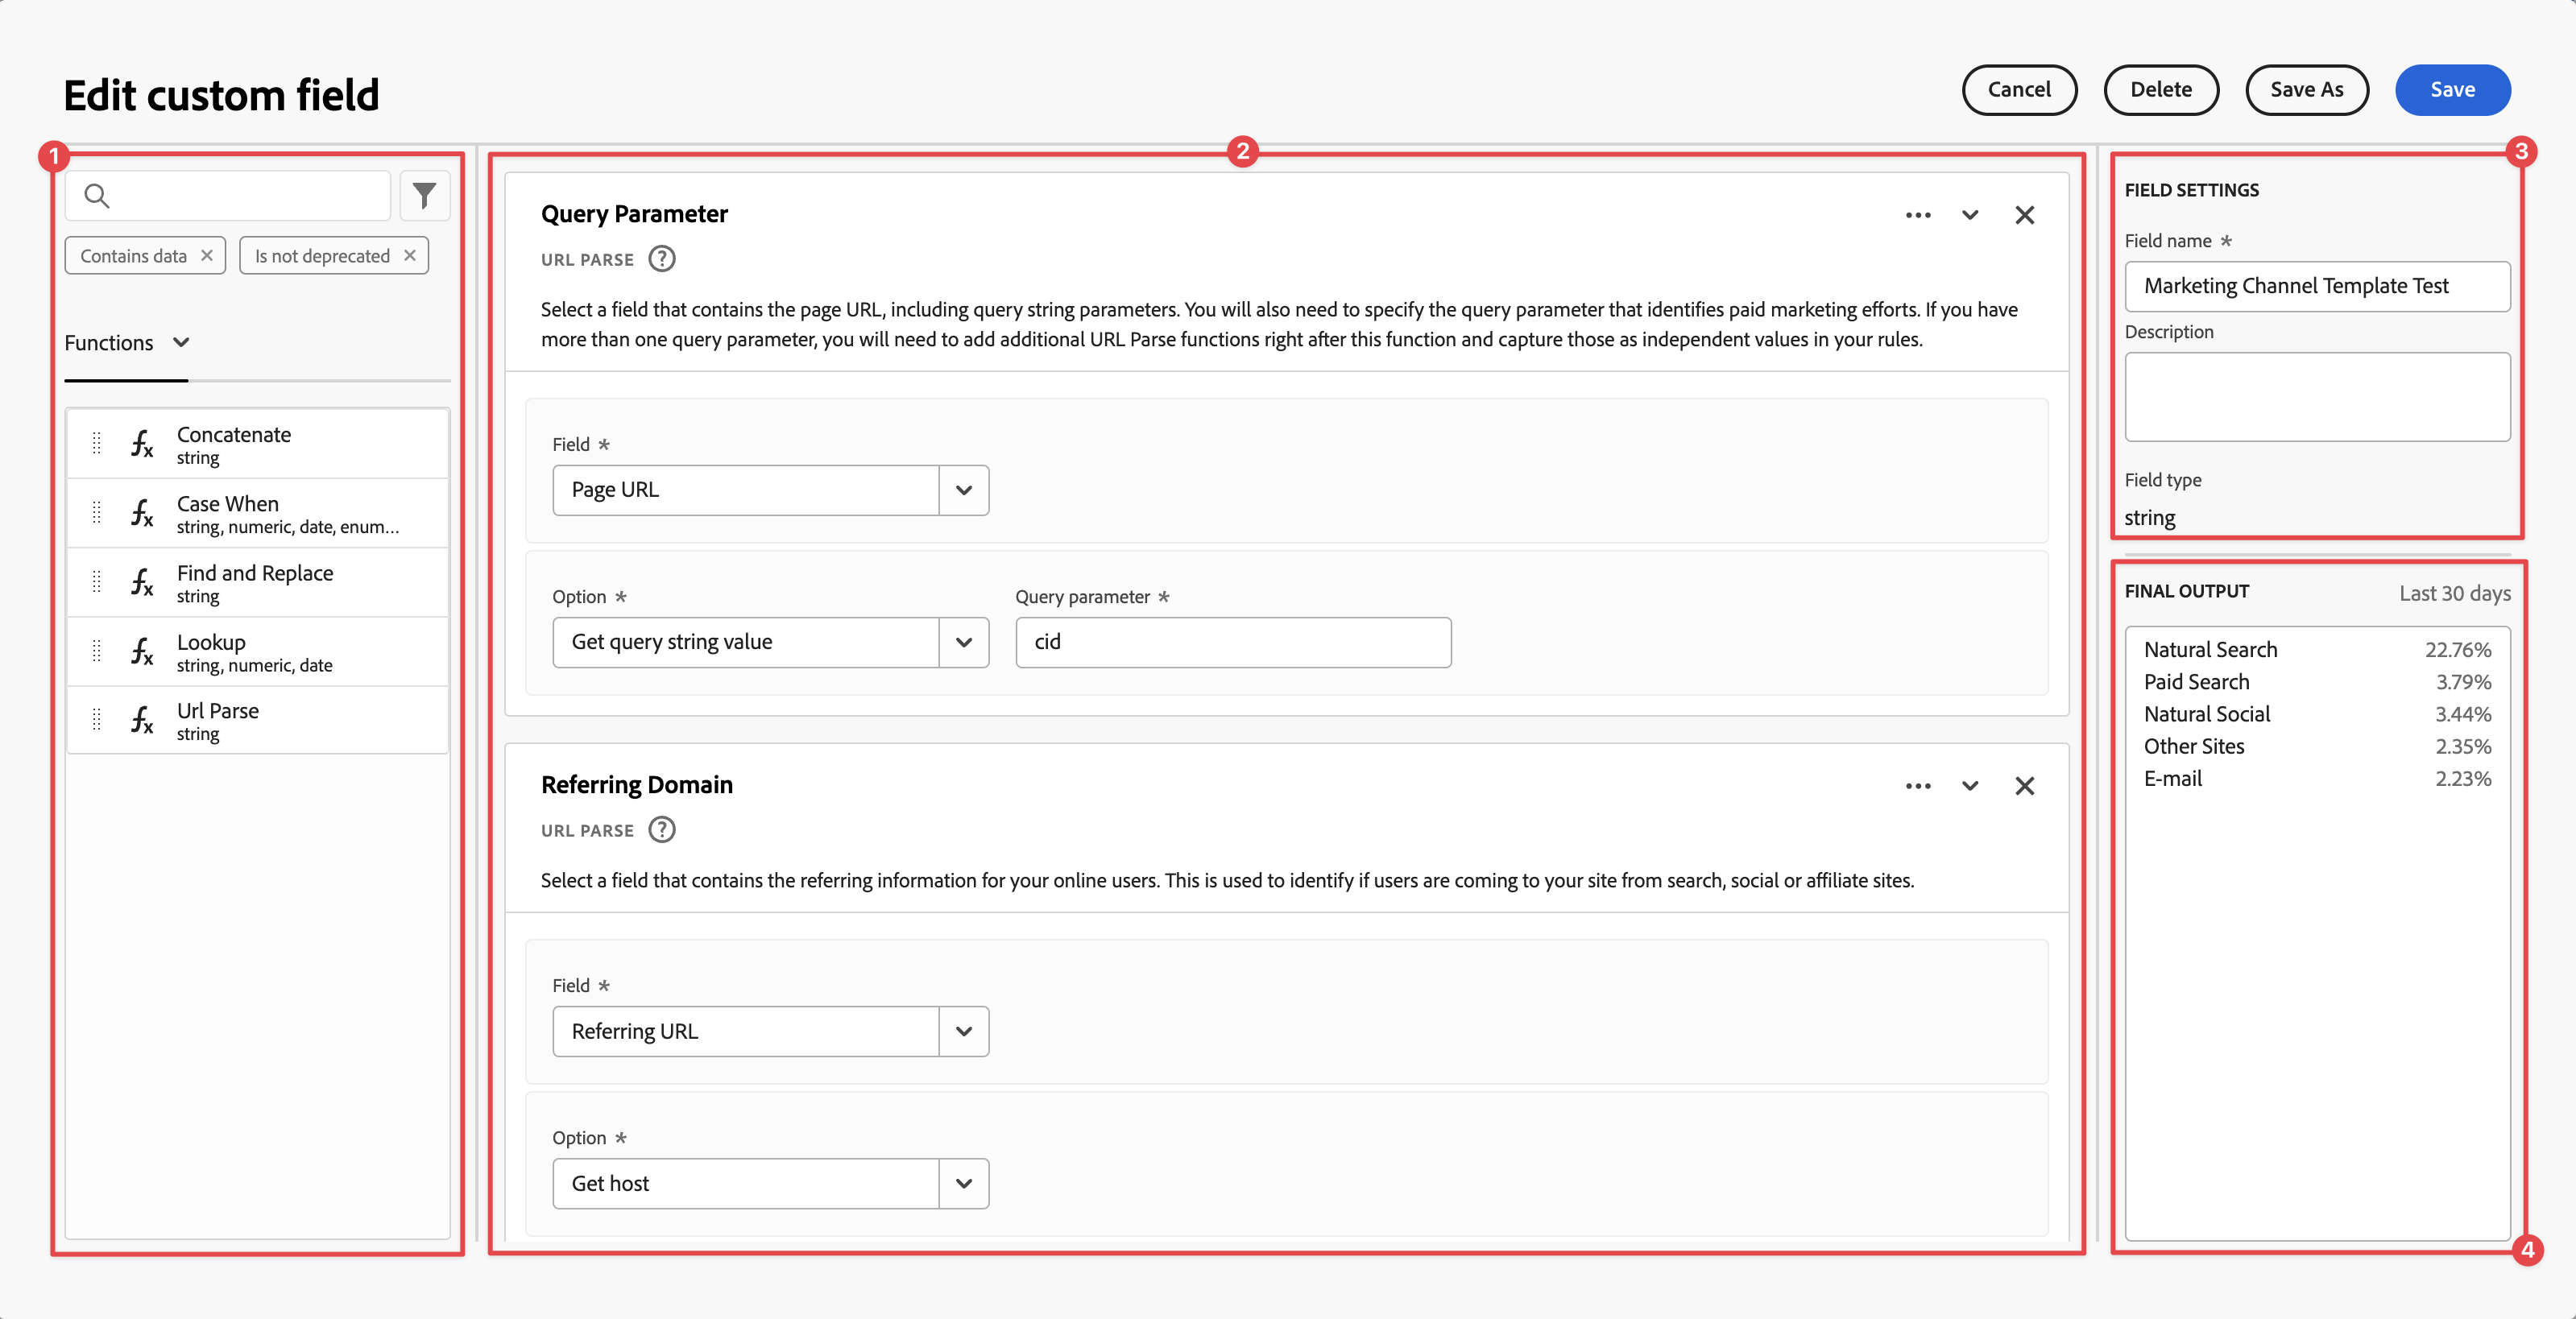 Edit custom field
Cancel
Delete
Save As
Save
1
2
3
4
Contains data
Is not deprecated
Functions
Concatenate
string
Case When
string, numeric, date, enum...
Find and Replace
string
Lookup
string, numeric, date
Url Parse
string
Query Parameter
URL PARSE ?
Select a field that contains the page URL, including query string parameters. You will also need to specify the query parameter that identifies paid marketing efforts. If you have
more than one query parameter, you will need to add additional URL Parse functions right after this function and capture those as independent values in your rules.
Field *
Page URL
Option * Query parameter *
Get query string value cid
Referring Domain
URL PARSE ?
Select a field that contains the referring information for your online users. This is used to identify if users are coming to your site from search, social or affiliate sites.
Field *
Referring URL
Option *
Get host
FIELD SETTINGS
Field name *
Marketing Channel Template Test
Description
Field type
string
FINAL OUTPUT Last 30 days
Natural Search 22.76%
Paid Search 3.79%
Natural Social 3.44%
Other Sites 2.35%
E-mail 2.23%